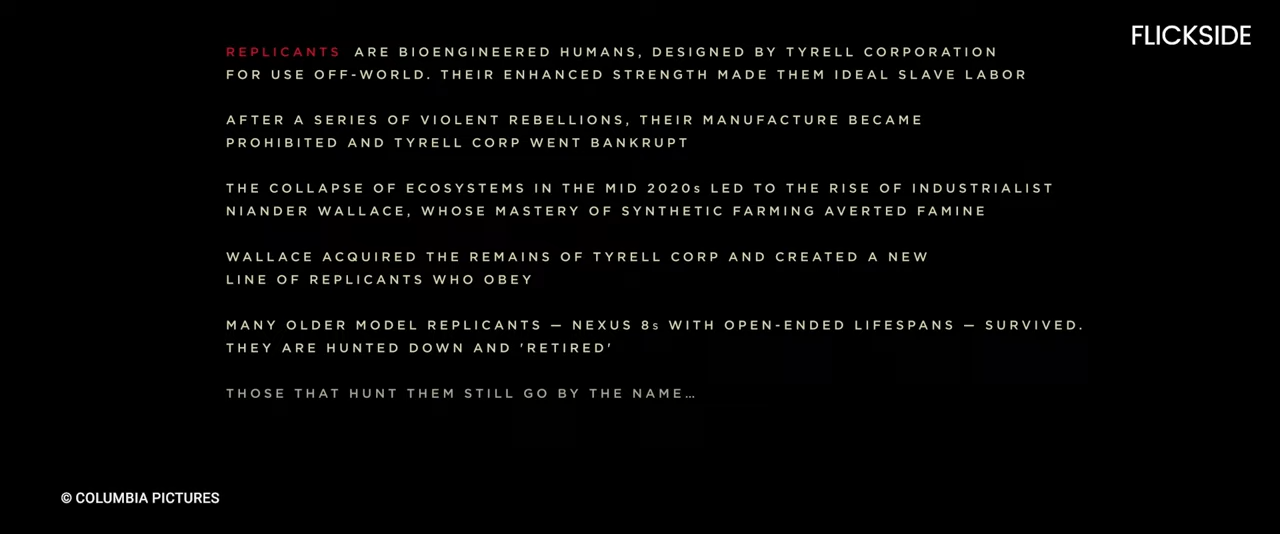 FLICKSIDE
REPLICANTS ARE BIOENGINEERED HUMANS, DESIGNED BY TYRELL CORPORATION
FOR USE OFF-WORLD. THEIR ENHANCED STRENGTH MADE THEM IDEAL SLAVE LABOR
AFTER A SERIES OF VIOLENT REBELLIONS, THEIR MANUFACTURE BECAME
PROHIBITED AND TYRELL CORP WENT BANKRUPT
THE COLLAPSE OF ECOSYSTEMS IN THE MID 2020s LED TO THE RISE OF INDUSTRIALIST
NIANDER WALLACE, WHOSE MASTERY OF SYNTHETIC FARMING AVERTED FAMINE
WALLACE ACQUIRED THE REMAINS OF TYRELL CORP AND CREATED A NEW
LINE OF REPLICANTS WHO OBEY
MANY OLDER MODEL REPLICANTS — NEXUS 8s WITH OPEN-ENDED LIFESPANS — SURVIVED.
THEY ARE HUNTED DOWN AND 'RETIRED'
THOSE THAT HUNT THEM STILL GO BY THE NAME…
© COLUMBIA PICTURES